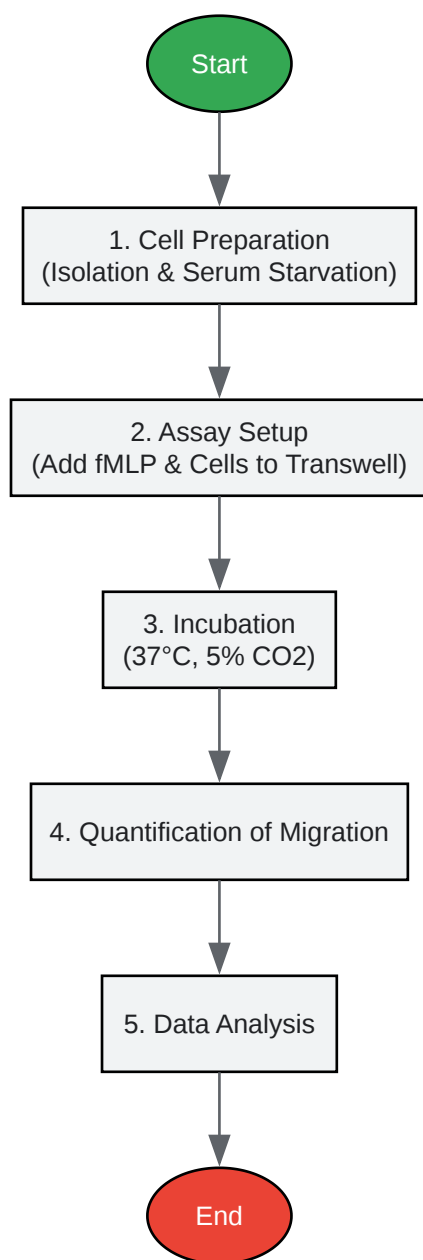 Start
1. Cell Preparation
(Isolation & Serum Starvation)
2. Assay Setup
(Add fMLP & Cells to Transwell)
3. Incubation
(37°C, 5% CO2)
4. Quantification of Migration
5. Data Analysis
End